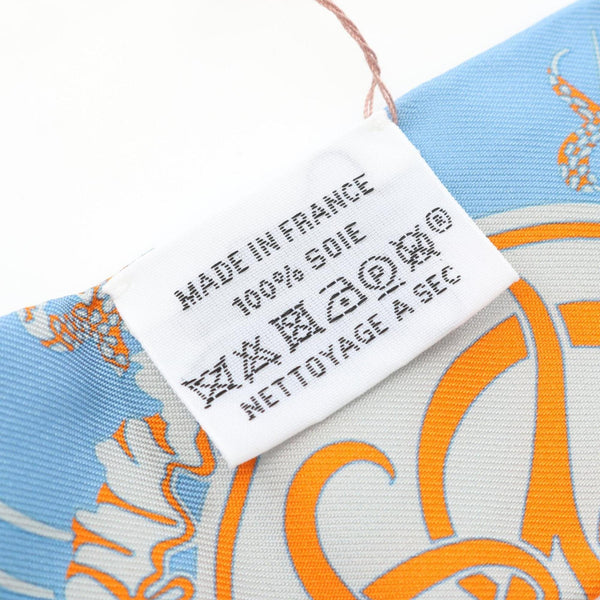 MADE IN FRANCE
100% SOIE
®
NETTOYAGE A SEC